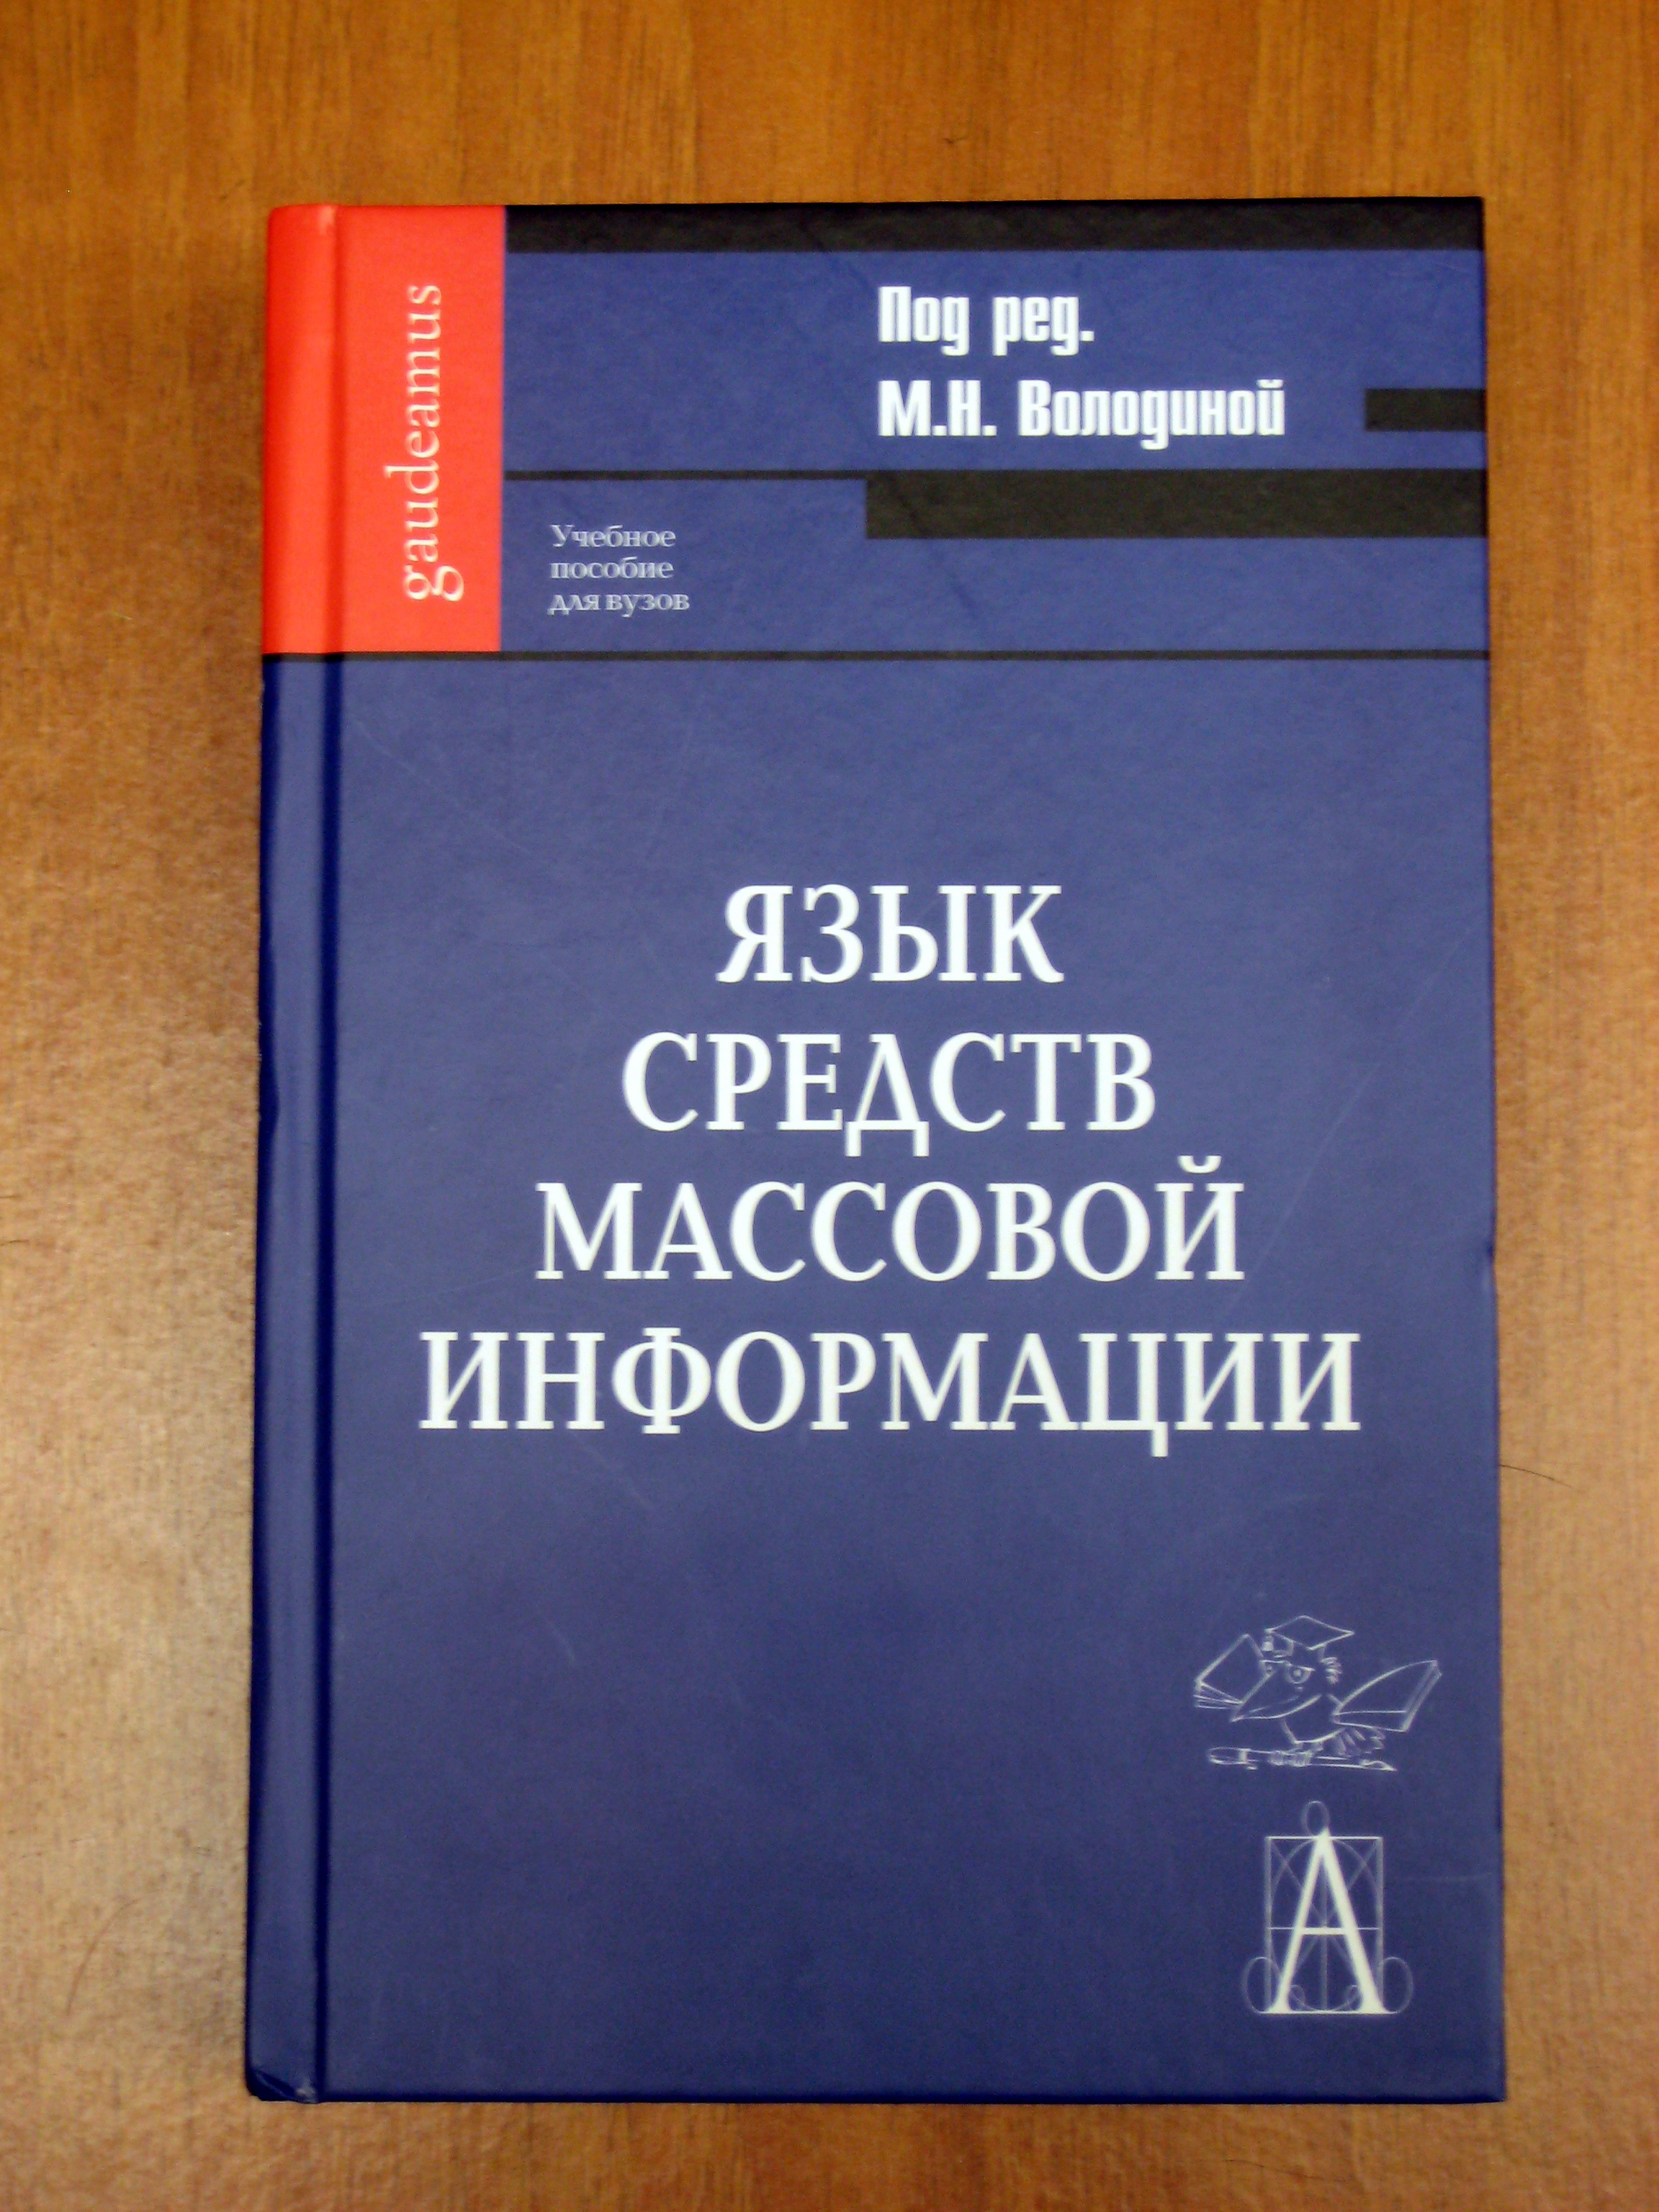 gaudeamus
Под ред.
М.Н. Володиной
Учебное
пособие
для вузов
ЯЗЫК
СРЕДСТВ
МАССОВОЙ
ИНФОРМАЦИИ
А